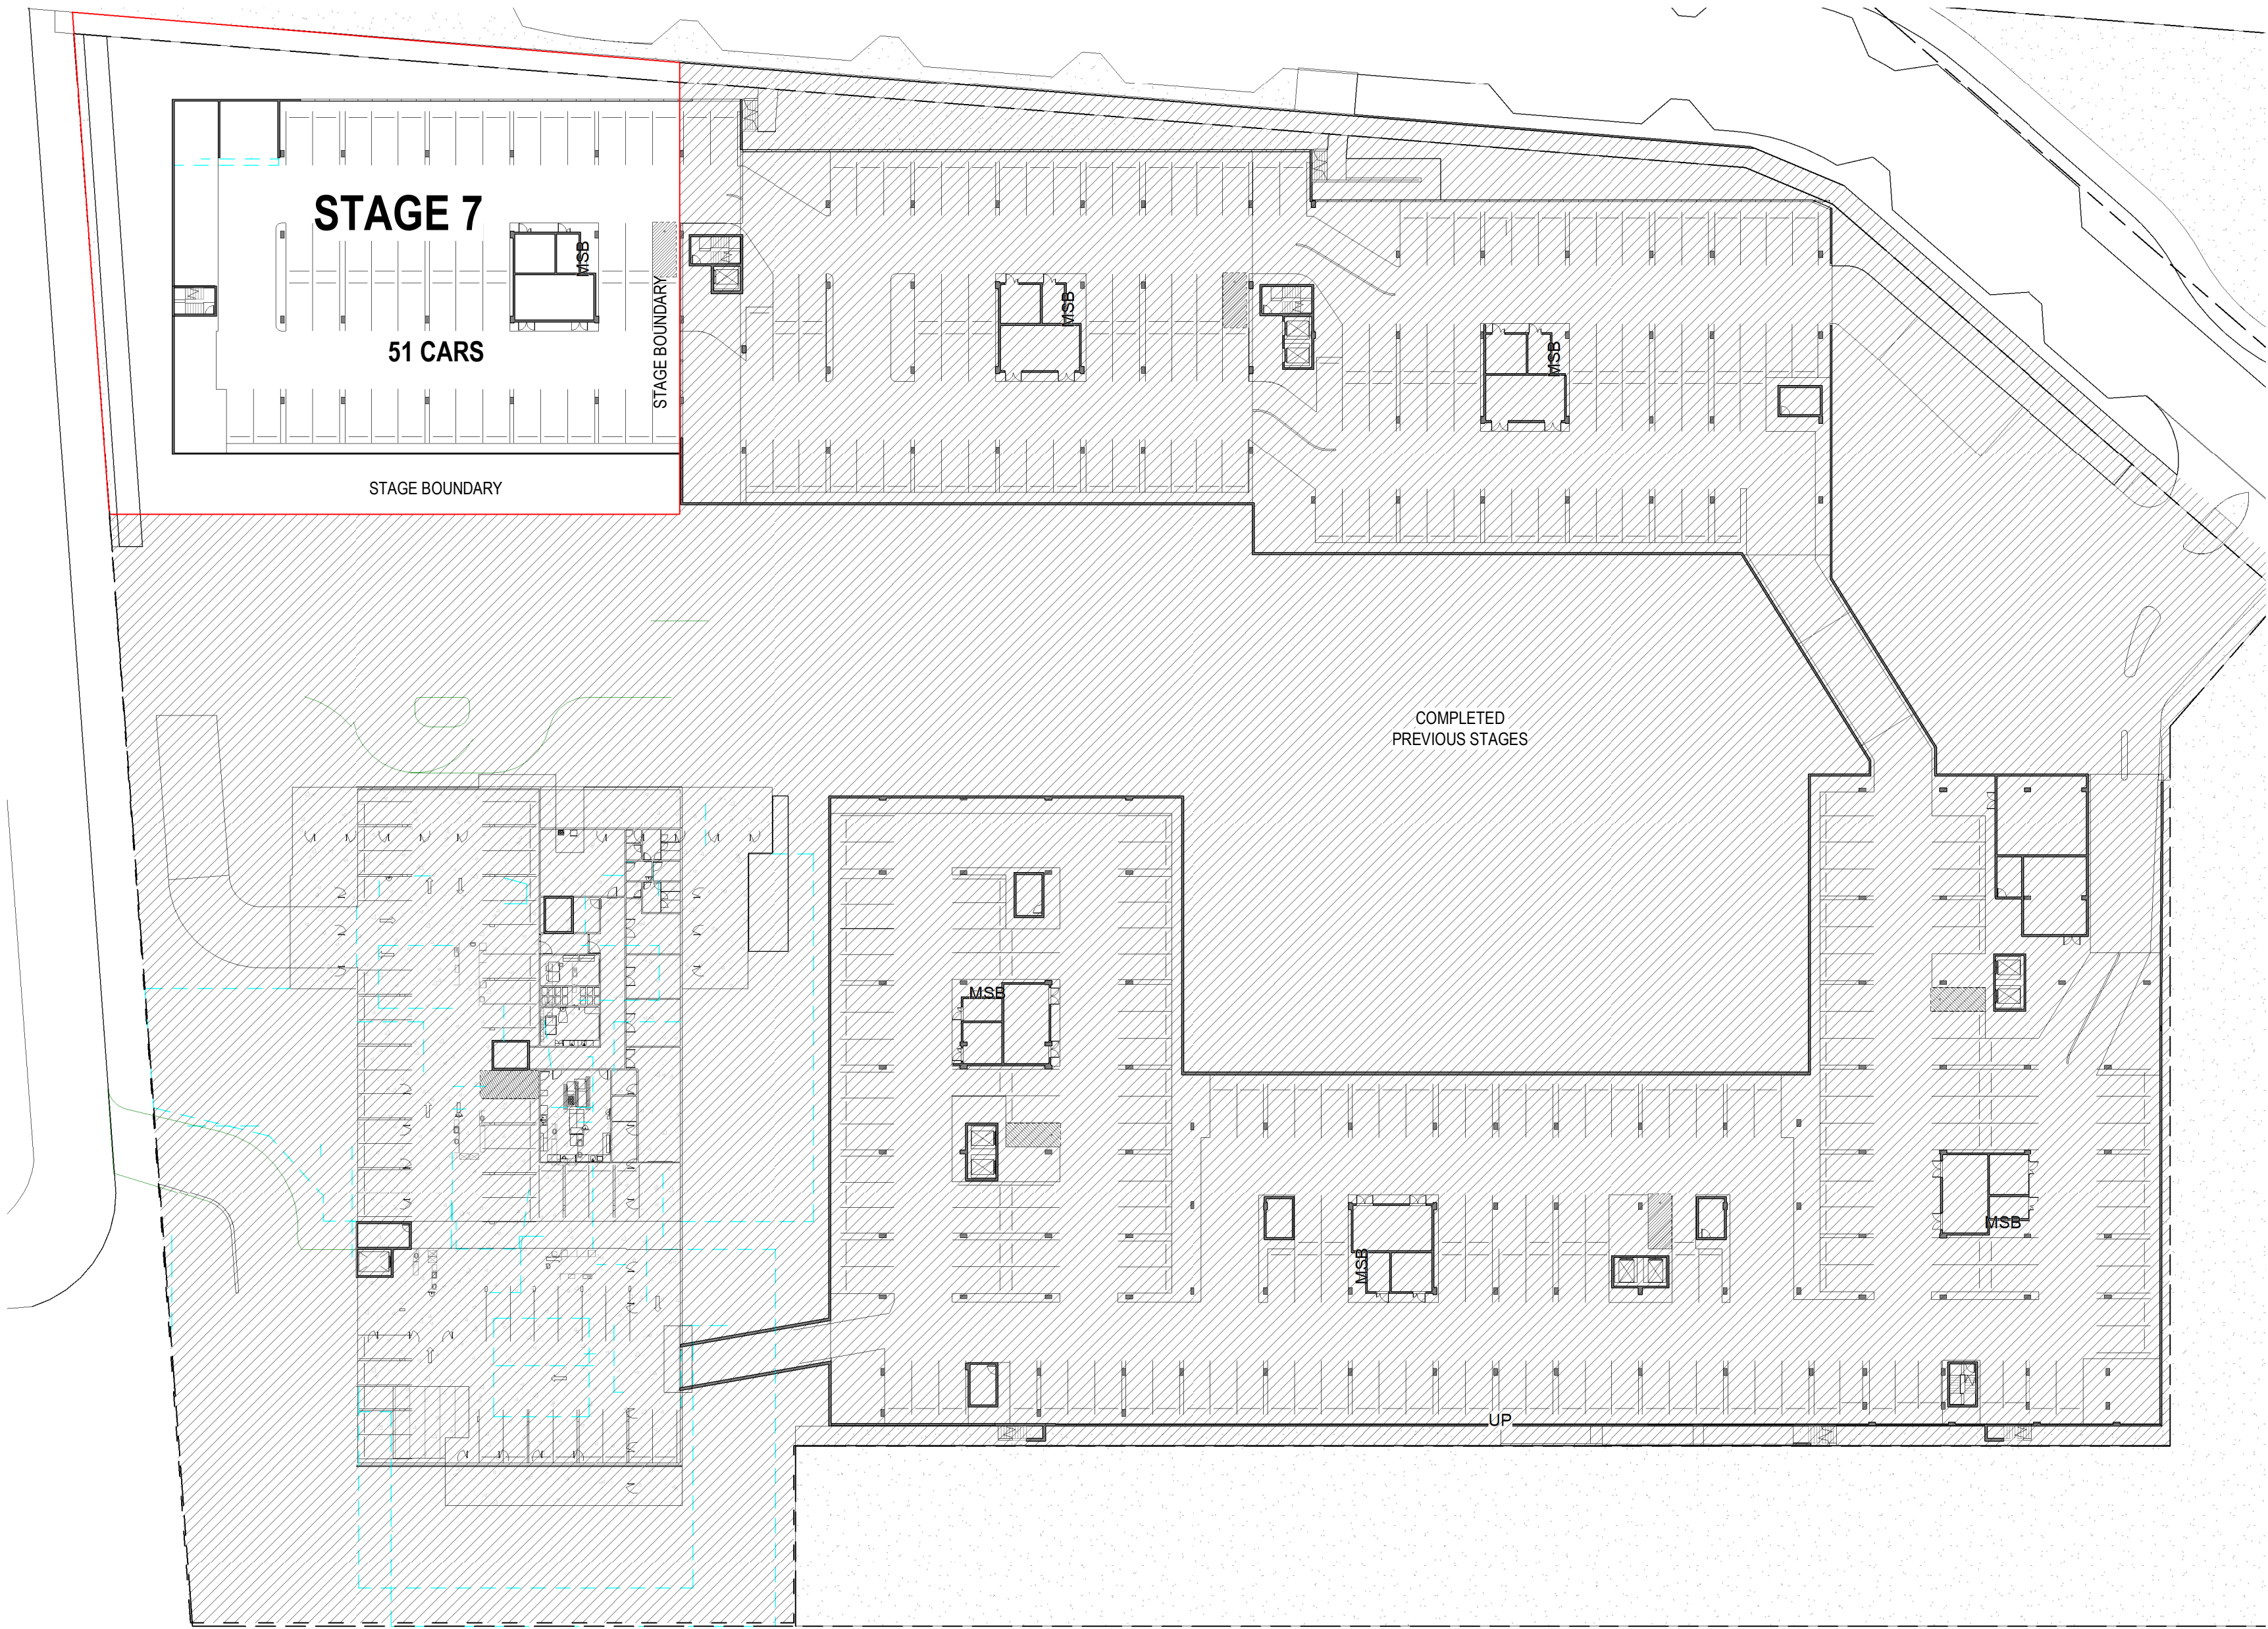 STAGE 7
MSB
51 CARS
STAGE BOUNDARY
STAGE BOUNDARY
MSB
MSB
COMPLETED
PREVIOUS STAGES
MSB
MSB
MSB
UP